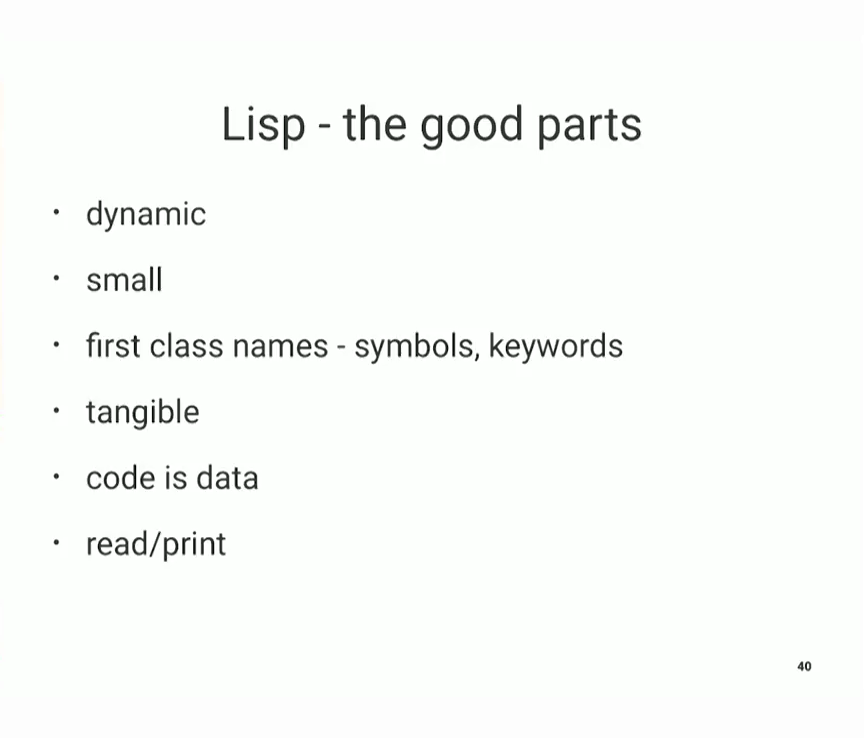 Lisp - the good parts
• dynamic
• small
• first class names - symbols, keywords
• tangible
• code is data
• read/print
40